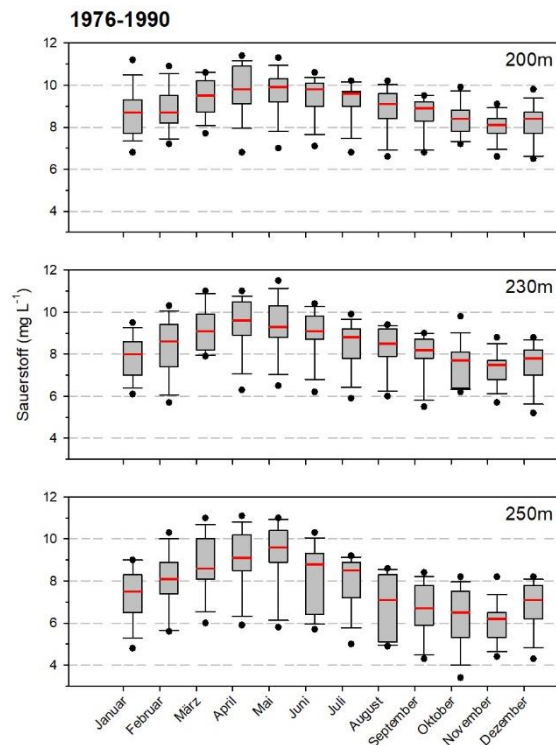 1976-1990
12
10
8
6
4
200m
Sauerstoff (mg L-1)
12
10
8
6
4
230m
12
10
8
6
4
250m
Januar
Februar
März
April
Mai
Juni
Juli
August
September
Oktober
November
Dezember